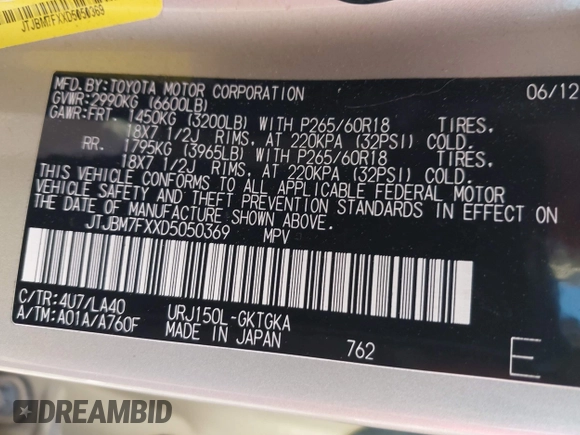 JTJBM7FXXD5050369
MFD.BY:TOYOTA MOTOR CORPORATION 06/12
GVWR:2990KG (6600LB)
GAWR:FRT. 1450KG (3200LB) WITH P265/60R18 TIRES.
18X7 1/2J RIMS. AT 220KPA (32PSI) COLD.
RR. 1795KG (3965LB) WITH P265/60R18 TIRES.
18X7 1/2J RIMS. AT 220KPA (32PSI) COLD.
THIS VEHICLE CONFORMS TO ALL APPLICABLE FEDERAL MOTOR
VEHICLE SAFETY AND THEFT PREVENTION STANDARDS IN EFFECT ON
THE DATE OF MANUFACTURE SHOWN ABOVE.
JTJBM7FXXD5050369 MPV
C/TR:4U7/LA40 URJ150L-GKTGKA
A/TM:A01A/A760F MADE IN JAPAN 762 E
DREAMBID